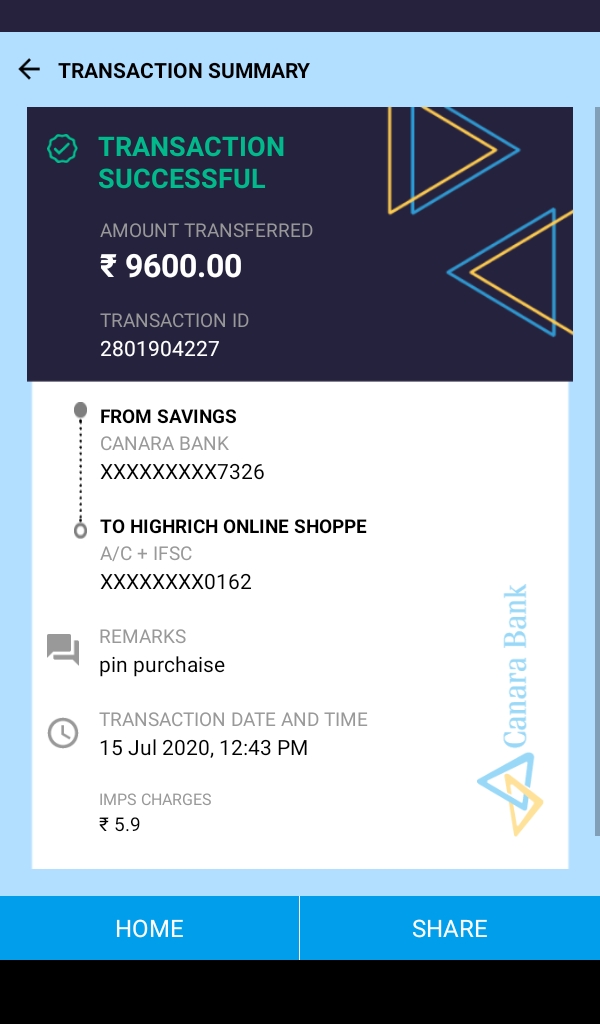 TRANSACTION SUMMARY
TRANSACTION
SUCCESSFUL
AMOUNT TRANSFERRED
₹ 9600.00
TRANSACTION ID
2801904227
FROM SAVINGS
CANARA BANK
XXXXXXXXX7326
TO HIGHRICH ONLINE SHOPPE
A/C + IFSC
XXXXXXXX0162
REMARKS
pin purchaise
TRANSACTION DATE AND TIME
15 Jul 2020, 12:43 PM
IMPS CHARGES
₹ 5.9
Canara Bank
HOME
SHARE